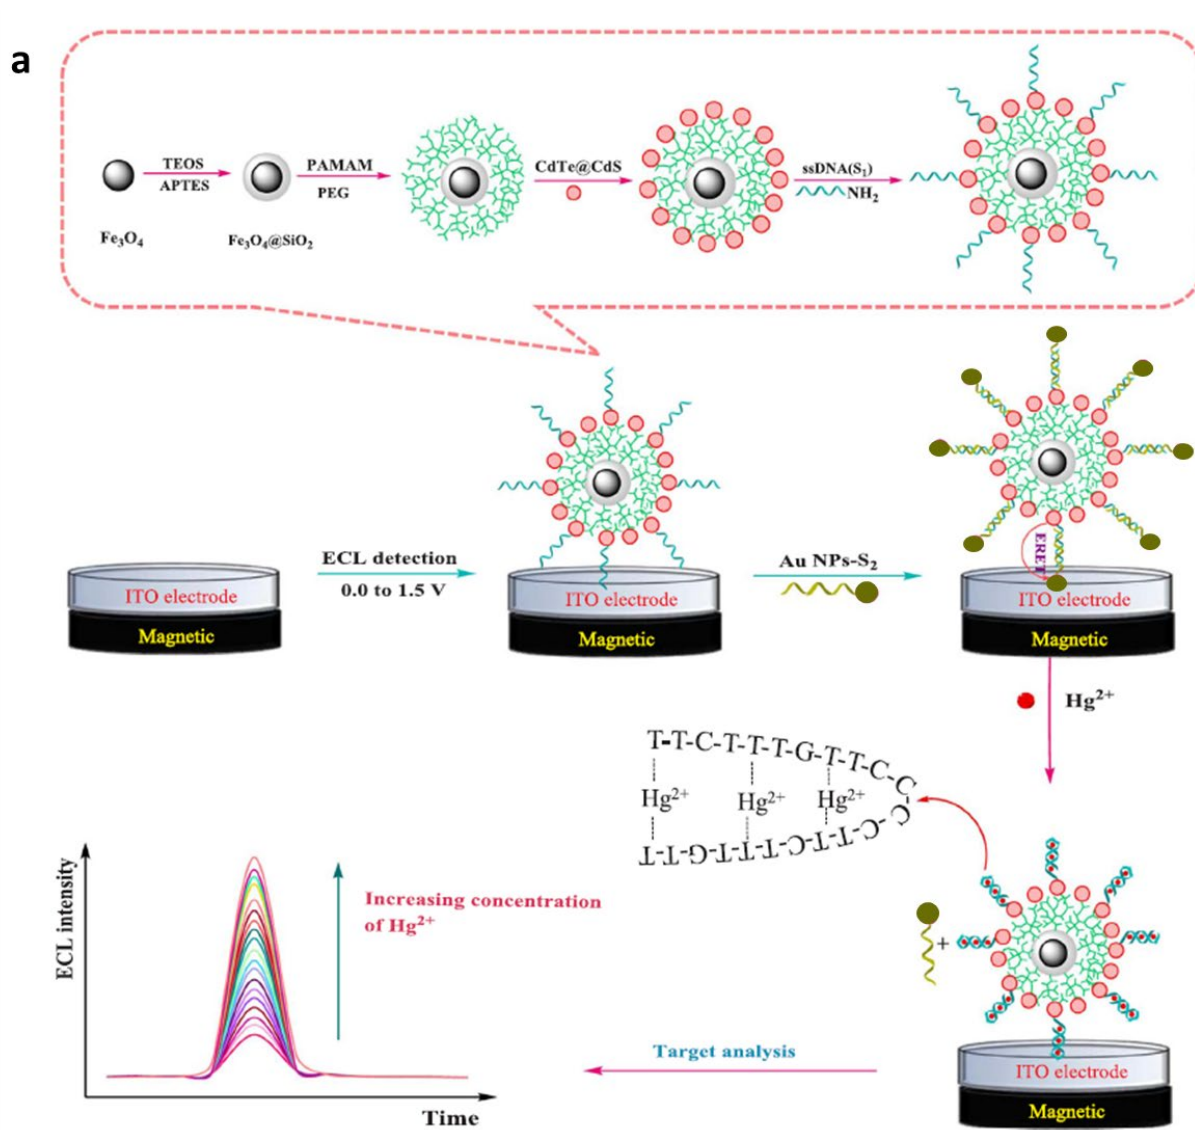 a
TEOS
APTES
PAMAM
PEG
CdTe@CdS
ssDNA(S₁)
NH₂
Fe₃O₄
Fe₃O₄@SiO₂
ECL detection
0.0 to 1.5 V
Au NPs-S₂
ERET
ITO electrode
Magnetic
ITO electrode
Magnetic
ITO electrode
Magnetic
Hg²⁺
T-T-C-T-T-T-G-T-T-C-C
C
Hg²⁺ Hg²⁺ Hg²⁺
T-T-G-T-T-T-C-T-T-C-C
ECL intensity
Increasing concentration
of Hg²⁺
+
Target analysis
Time
ITO electrode
Magnetic